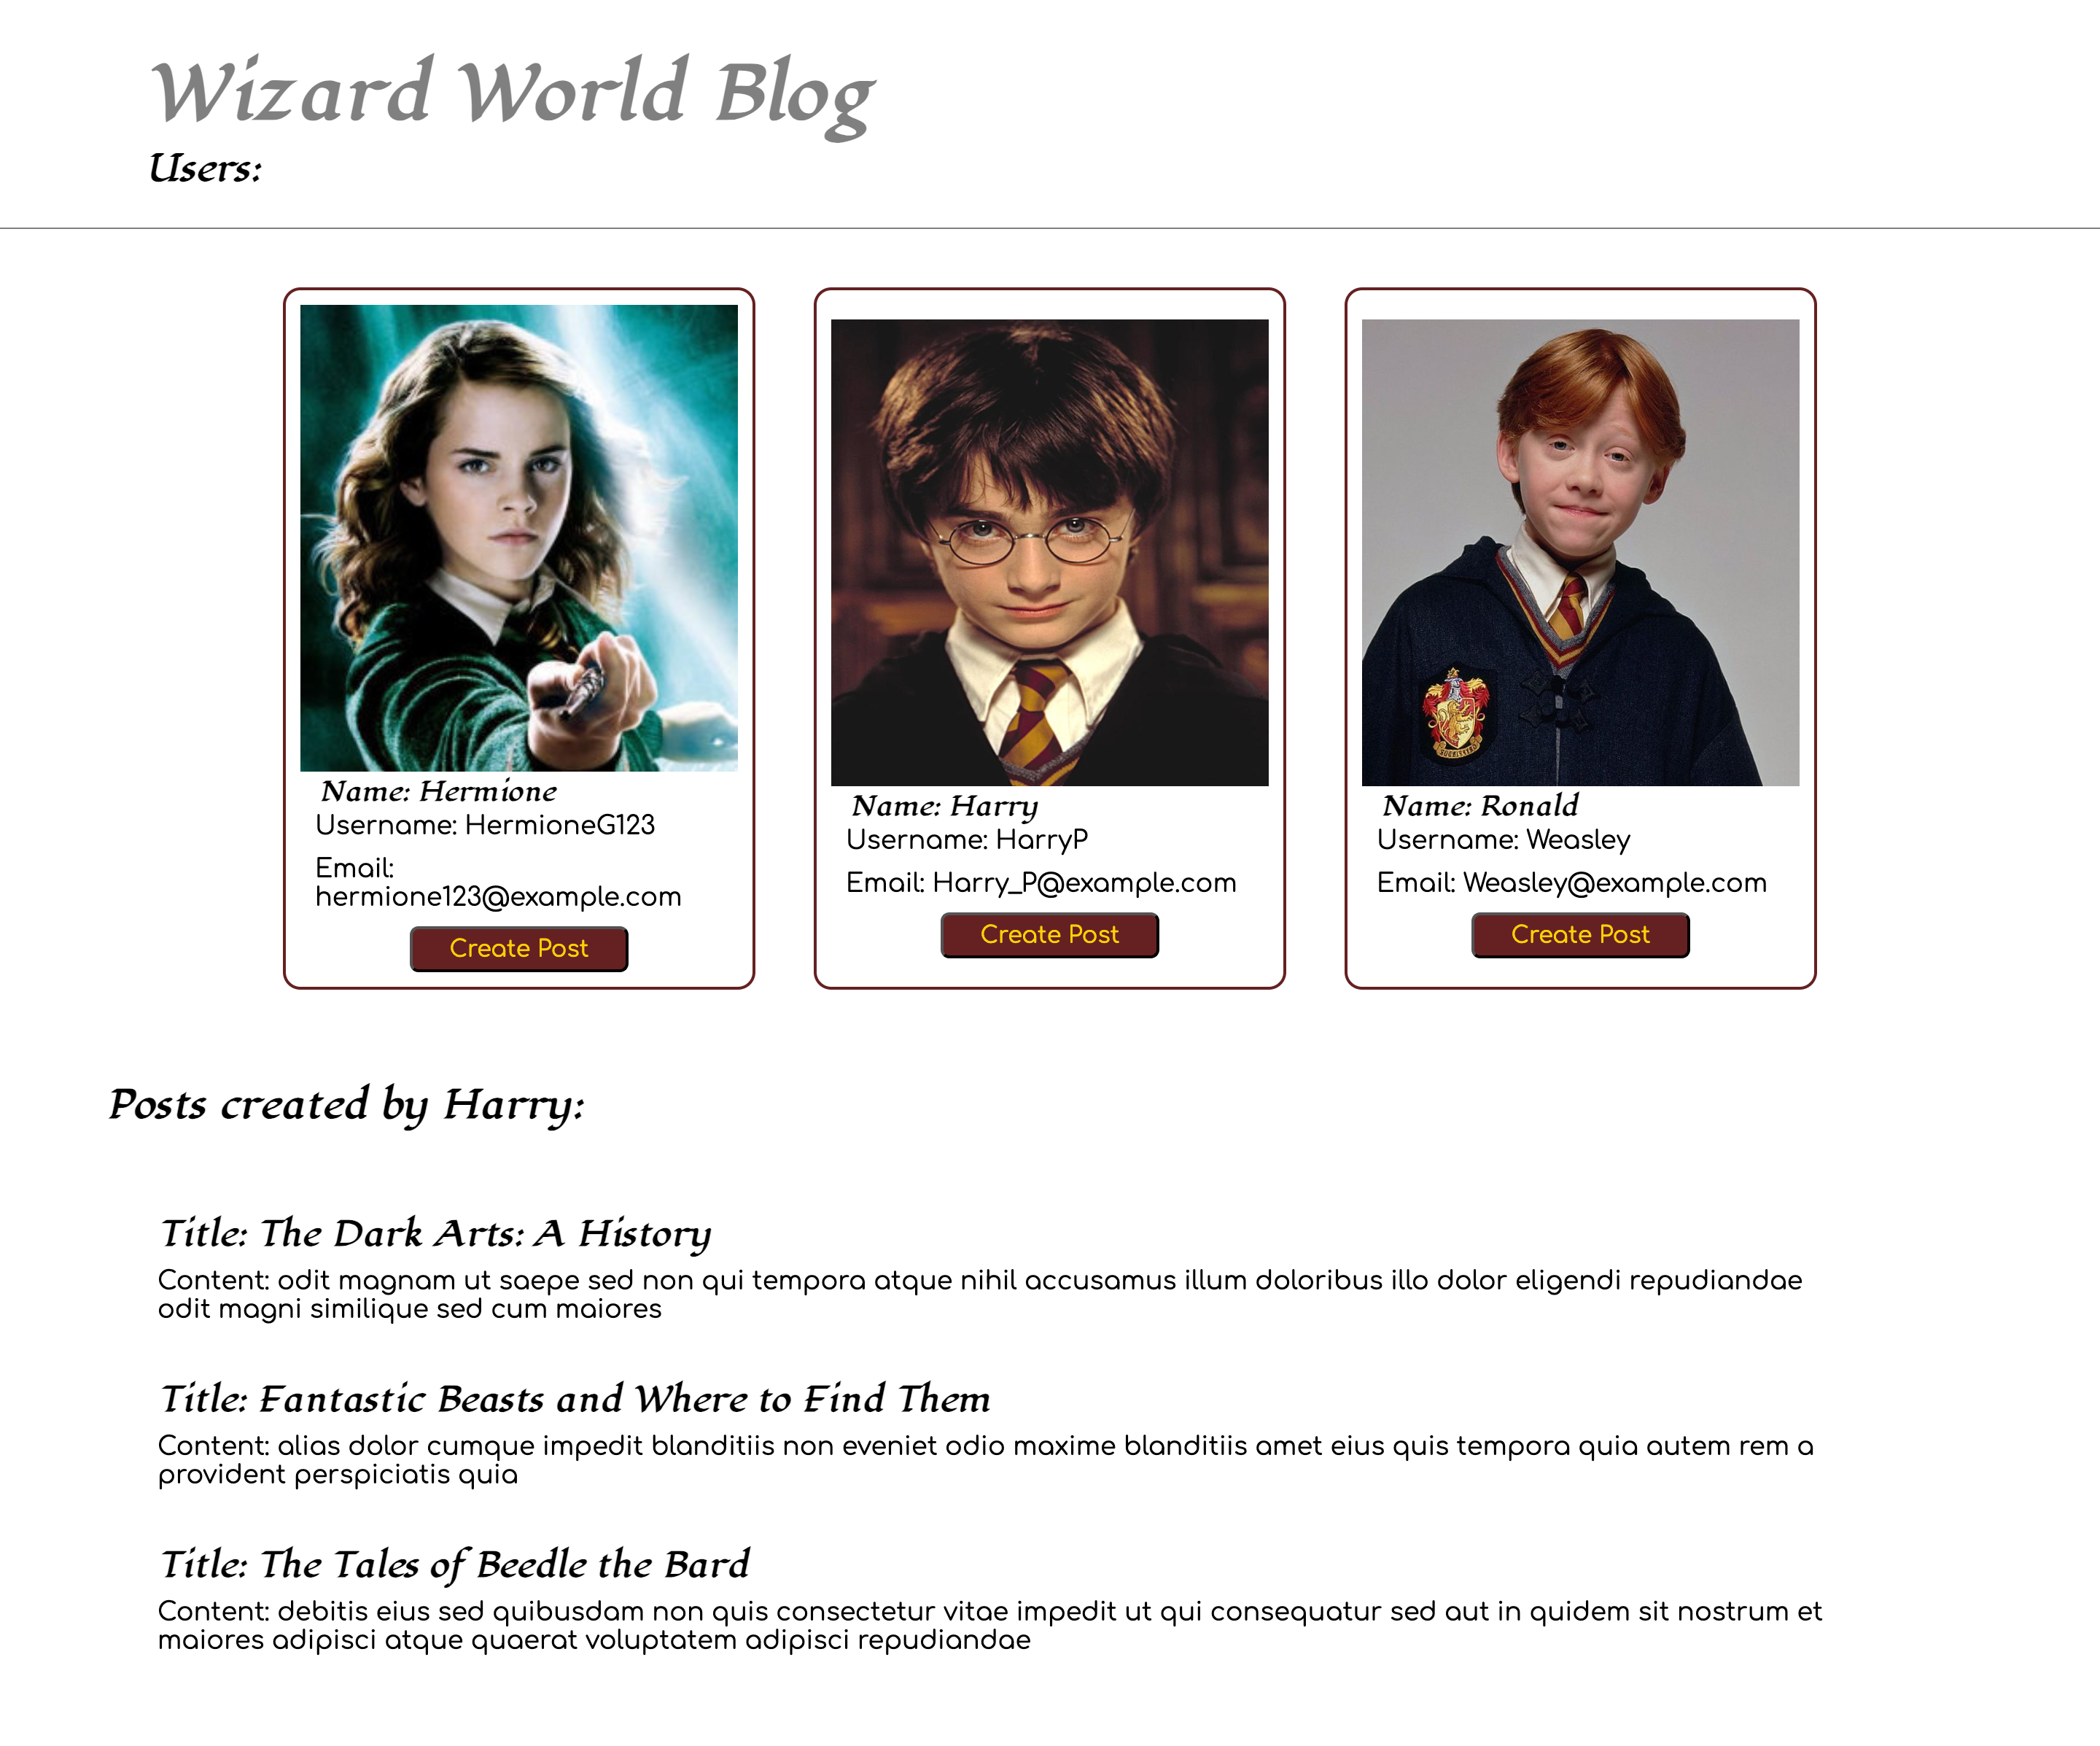 Wizard World Blog
Users:
Name: Hermione
Username: HermioneG123
Email:
hermione123@example.com
Create Post
Name: Harry
Username: HarryP
Email: Harry_P@example.com
Create Post
Name: Ronald
Username: Weasley
Email: Weasley@example.com
Create Post
Posts created by Harry:
Title: The Dark Arts: A History
Content: odit magnam ut saepe sed non qui tempora atque nihil accusamus illum doloribus illo dolor eligendi repudiandae
odit magni similique sed cum maiores
Title: Fantastic Beasts and Where to Find Them
Content: alias dolor cumque impedit blanditiis non eveniet odio maxime blanditiis amet eius quis tempora quia autem rem a
provident perspiciatis quia
Title: The Tales of Beedle the Bard
Content: debitis eius sed quibusdam non quis consectetur vitae impedit ut qui consequatur sed aut in quidem sit nostrum et
maiores adipisci atque quaerat voluptatem adipisci repudiandae